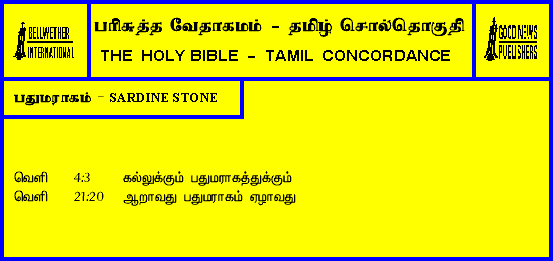 BELLWETHER
INTERNATIONAL
பரிசுத்த வேதாகமம் - தமிழ் சொல்தொகுதி
THE HOLY BIBLE - TAMIL CONCORDANCE
GOOD NEWS
PUBLISHERS
பதுமராகம் - SARDINE STONE
வெளி 4:3 கல்லுக்கும் பதுமராகத்துக்கும்
வெளி 21:20 ஆறாவது பதுமராகம் ஏழாவது